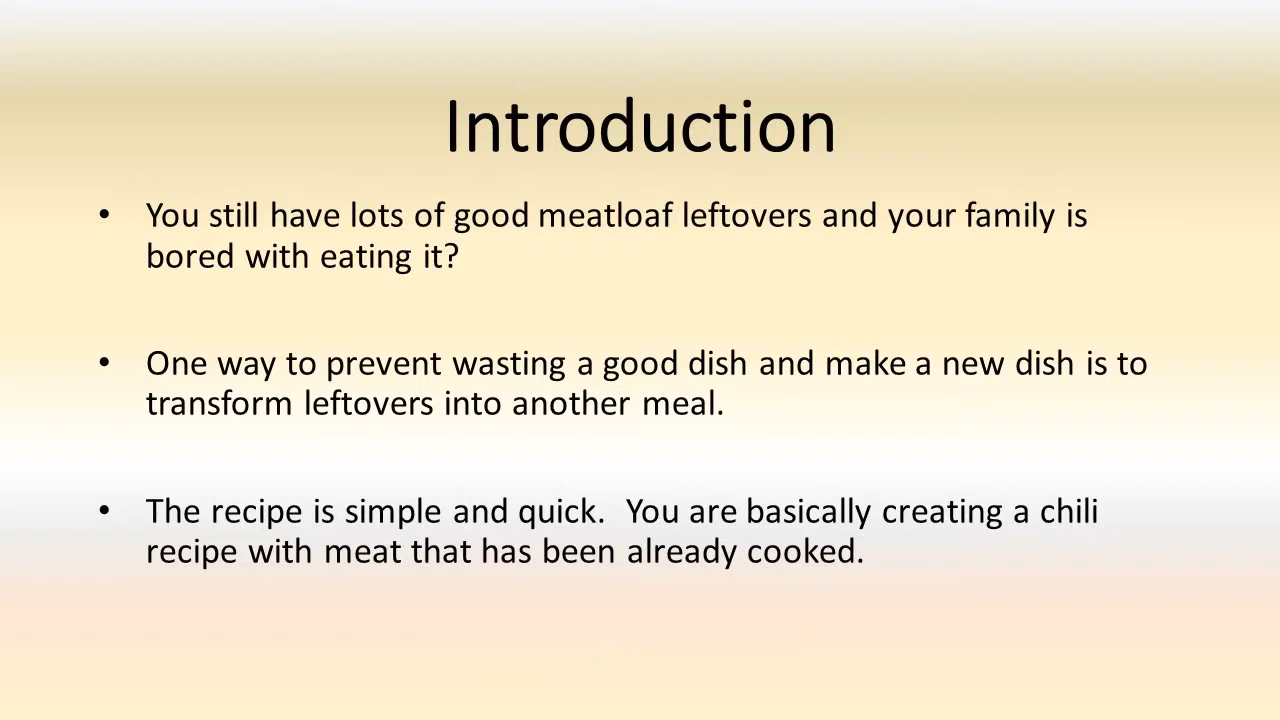 Introduction
• You still have lots of good meatloaf leftovers and your family is
bored with eating it?
• One way to prevent wasting a good dish and make a new dish is to
transform leftovers into another meal.
• The recipe is simple and quick.  You are basically creating a chili
recipe with meat that has been already cooked.